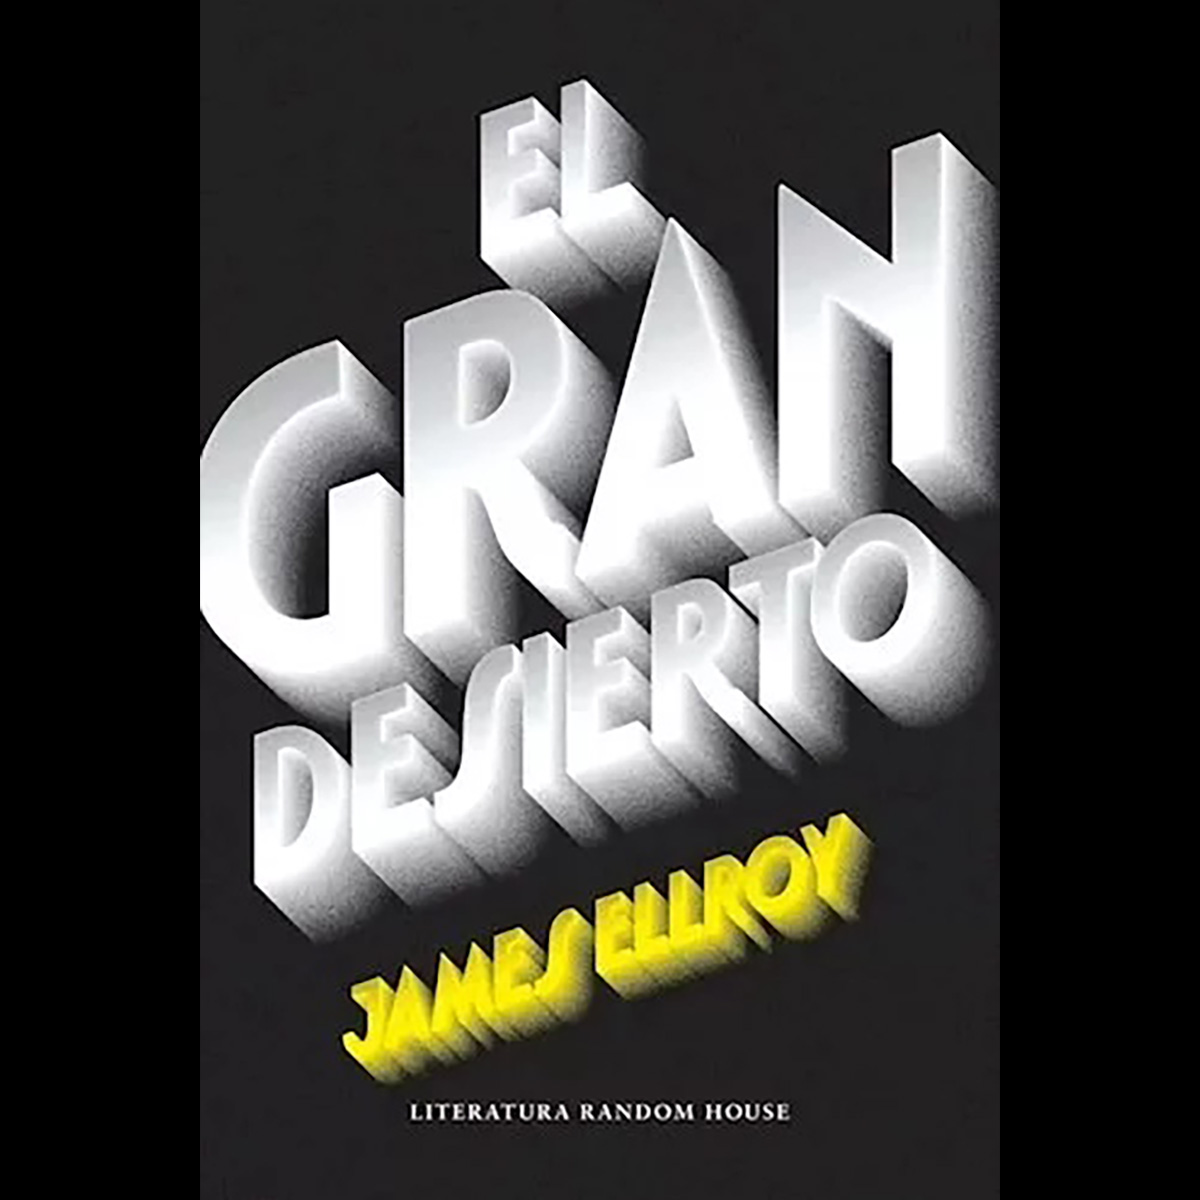 EL
GRAN
DESIERTO
JAMES ELLROY
LITERATURA RANDOM HOUSE